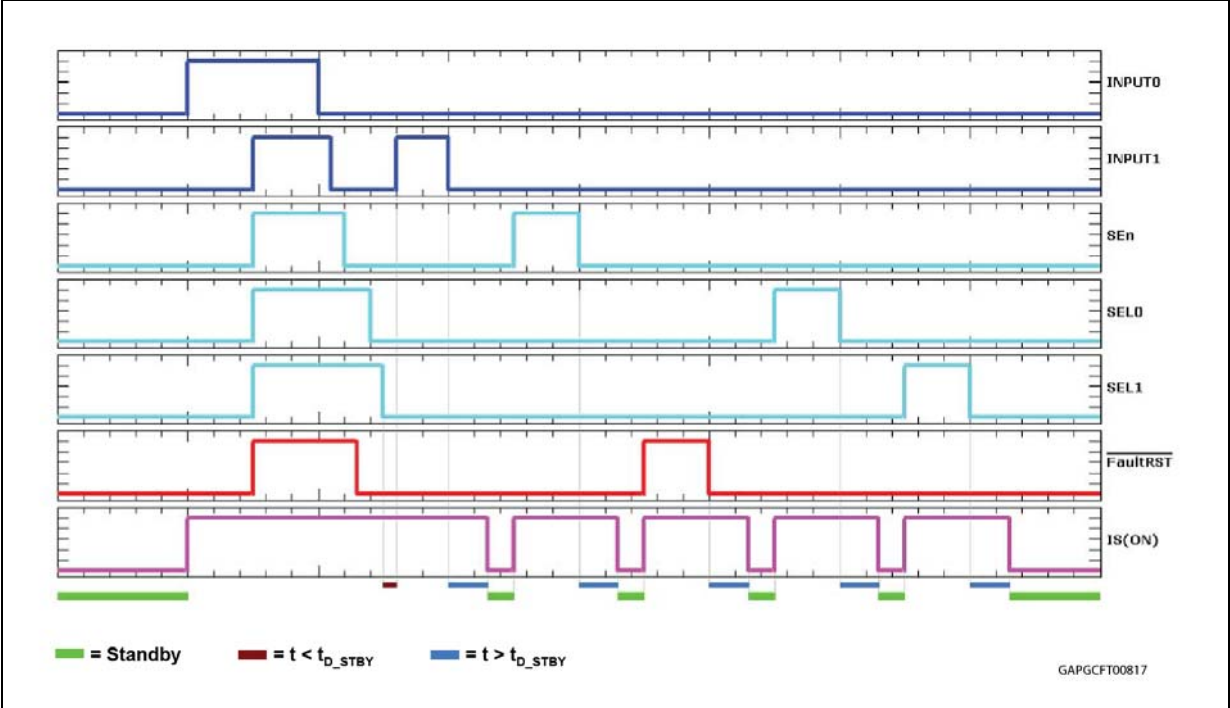 INPUT0
INPUT1
SEn
SEL0
SEL1
FaultRST
IS(ON)
= Standby = t < tD_STBY = t > tD_STBY
GAPGCFT00817